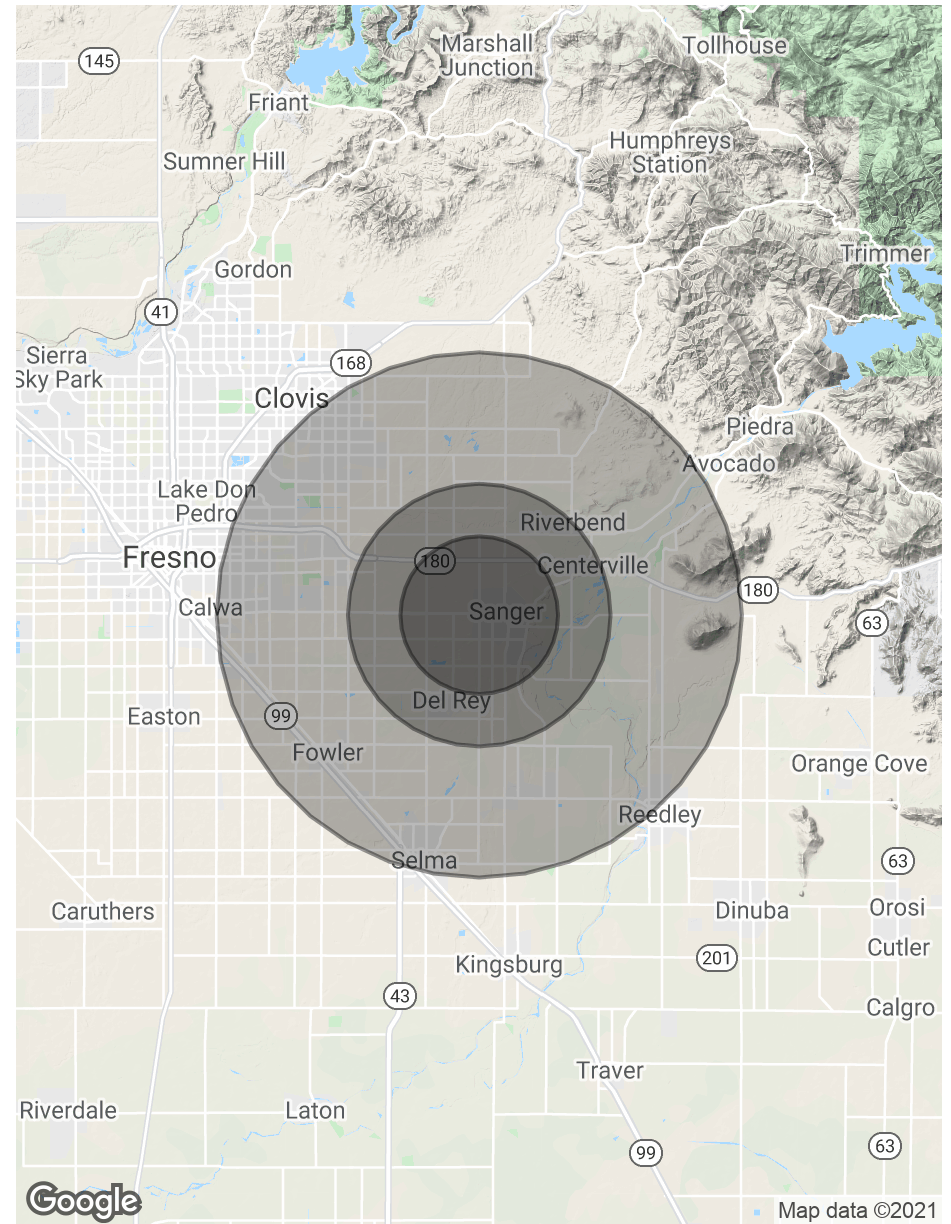 Marshall
Junction
Tollhouse
145
Friant
Humphreys
Station
Sumner Hill
Trimmer
Gordon
41
Sierra
Sky Park
168
Clovis
Piedra
Avocado
Lake Don
Pedro
Riverbend
Fresno
180
Centerville
180
Calwa
Sanger
63
Del Rey
Easton
99
Fowler
Orange Cove
Reedley
Selma
63
Caruthers
Dinuba
Orosi
Cutler
201
Kingsburg
43
Calgro
Traver
Riverdale
Laton
63
99
Google
Map data ©2021